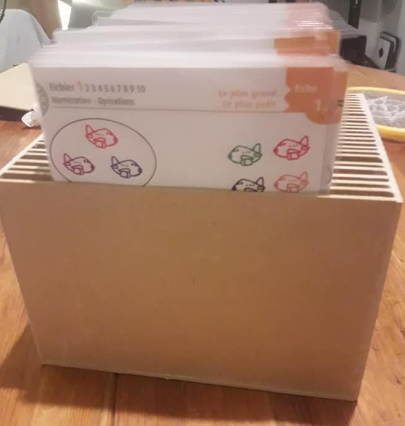 Fichier 1 2 3 4 5 6 7 8 9 10
Numération - Opérations
Le plus grand
Le plus petit
fiche
1